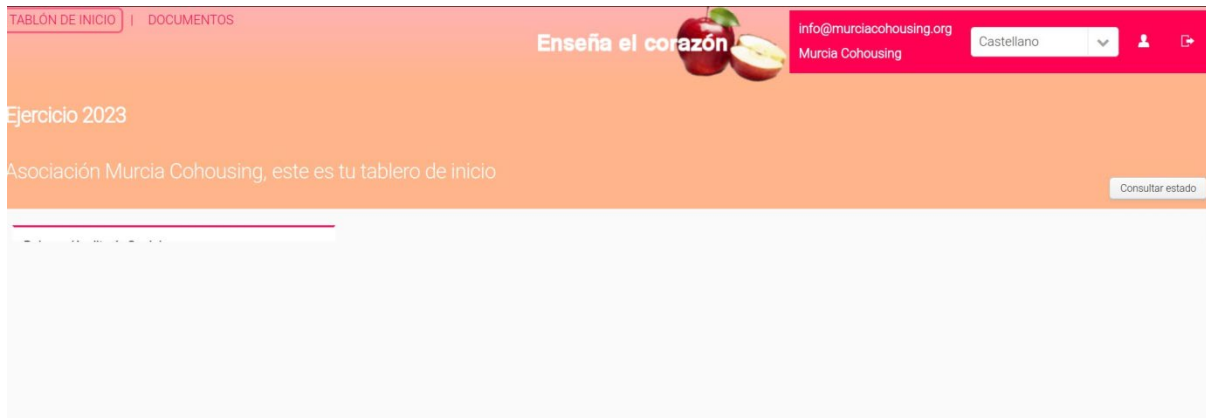 TABLÓN DE INICIO | DOCUMENTOS
Enseña el corazón
info@murciacohousing.org
Murcia Cohousing
Castellano
Ejercicio 2023
Asociación Murcia Cohousing, este es tu tablero de inicio
Consultar estado